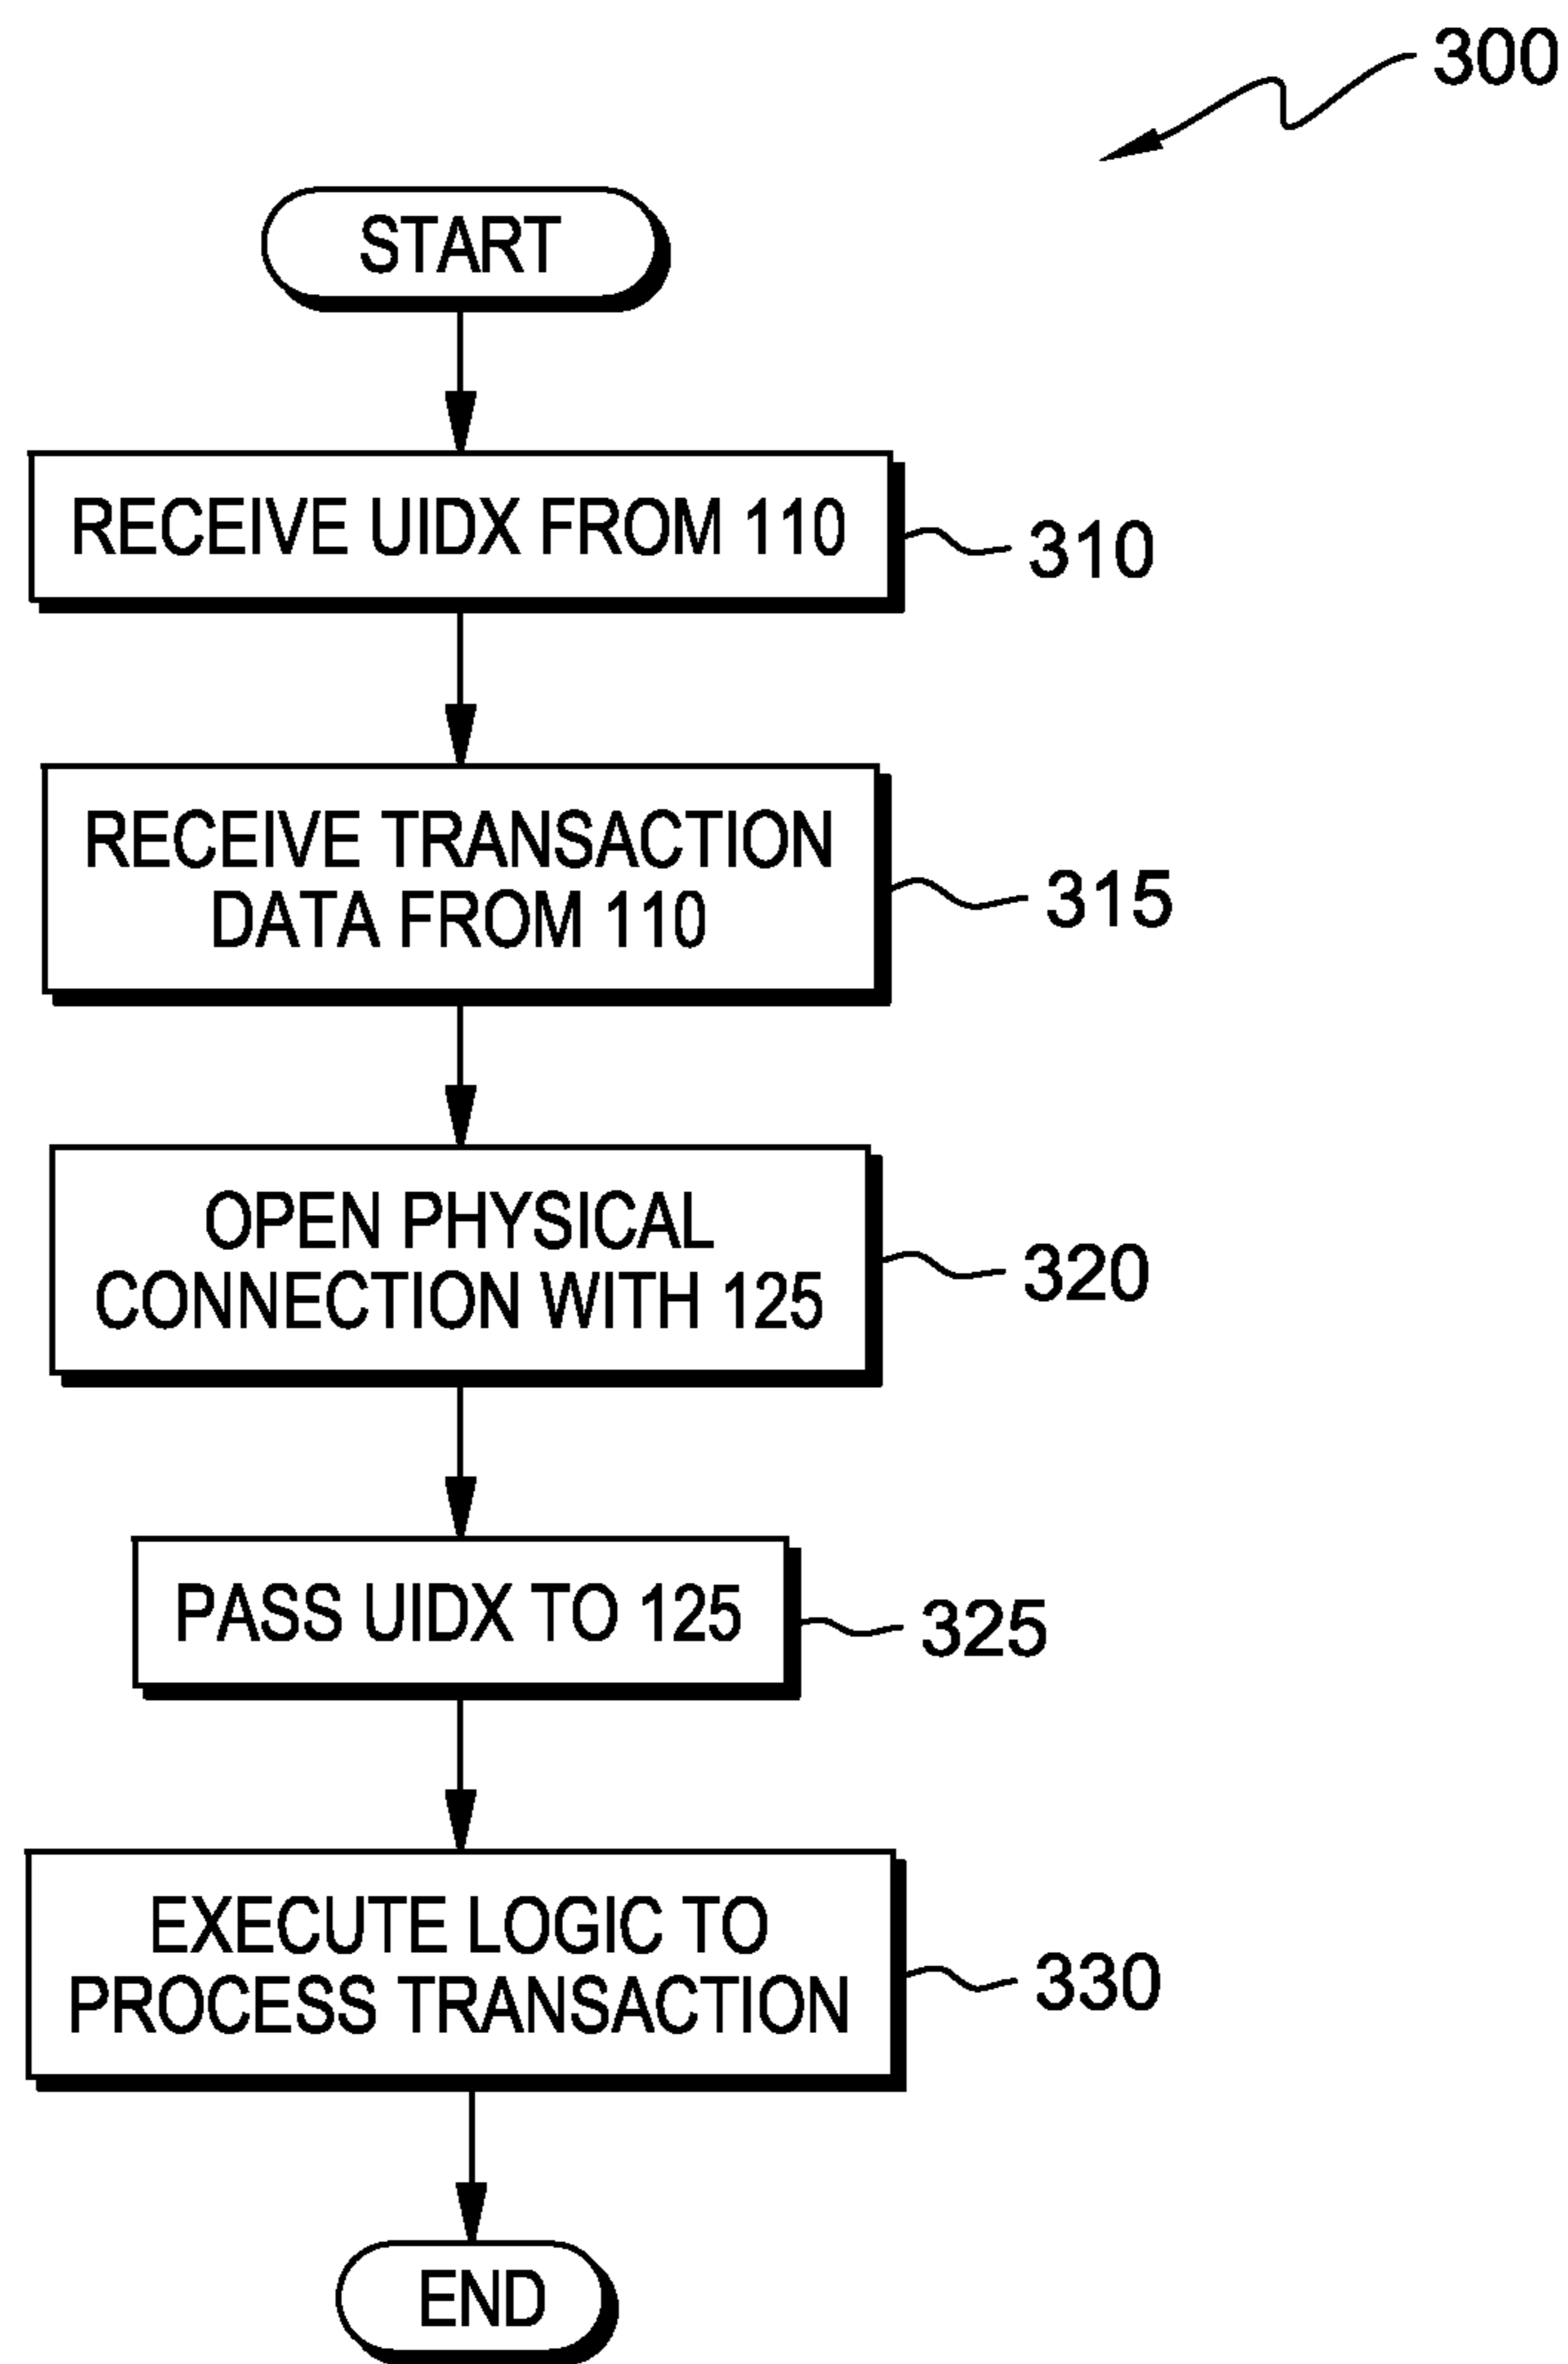 300
START
RECEIVE UIDX FROM 110
310
RECEIVE TRANSACTION
DATA FROM 110
315
OPEN PHYSICAL
CONNECTION WITH 125
320
PASS UIDX TO 125
325
EXECUTE LOGIC TO
PROCESS TRANSACTION
330
END